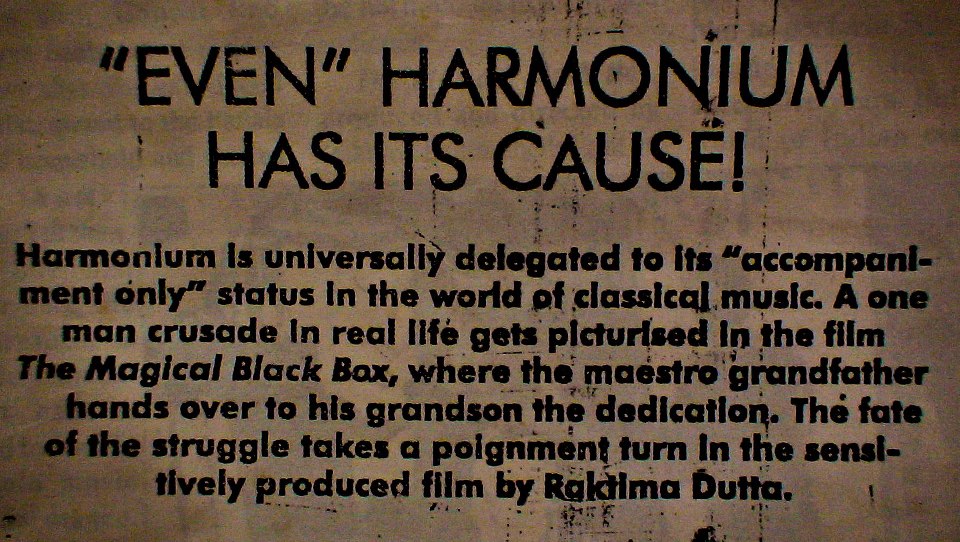 "EVEN" HARMONIUM
HAS ITS CAUSE!
Harmonium is universally delegated to its "accompani-
ment only" status in the world of classical music. A one
man crusade in real life gets picturised in the film
The Magical Black Box, where the maestro grandfather
hands over to his grandson the dedication. The fate
of the struggle takes a poignment turn in the sensi-
tively produced film by Raktima Dutta.